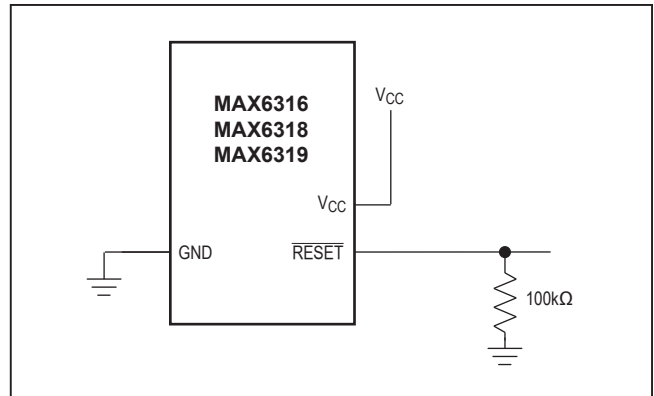 MAX6316
MAX6318
MAX6319
VCC
VCC
GND
RESET
100kΩ